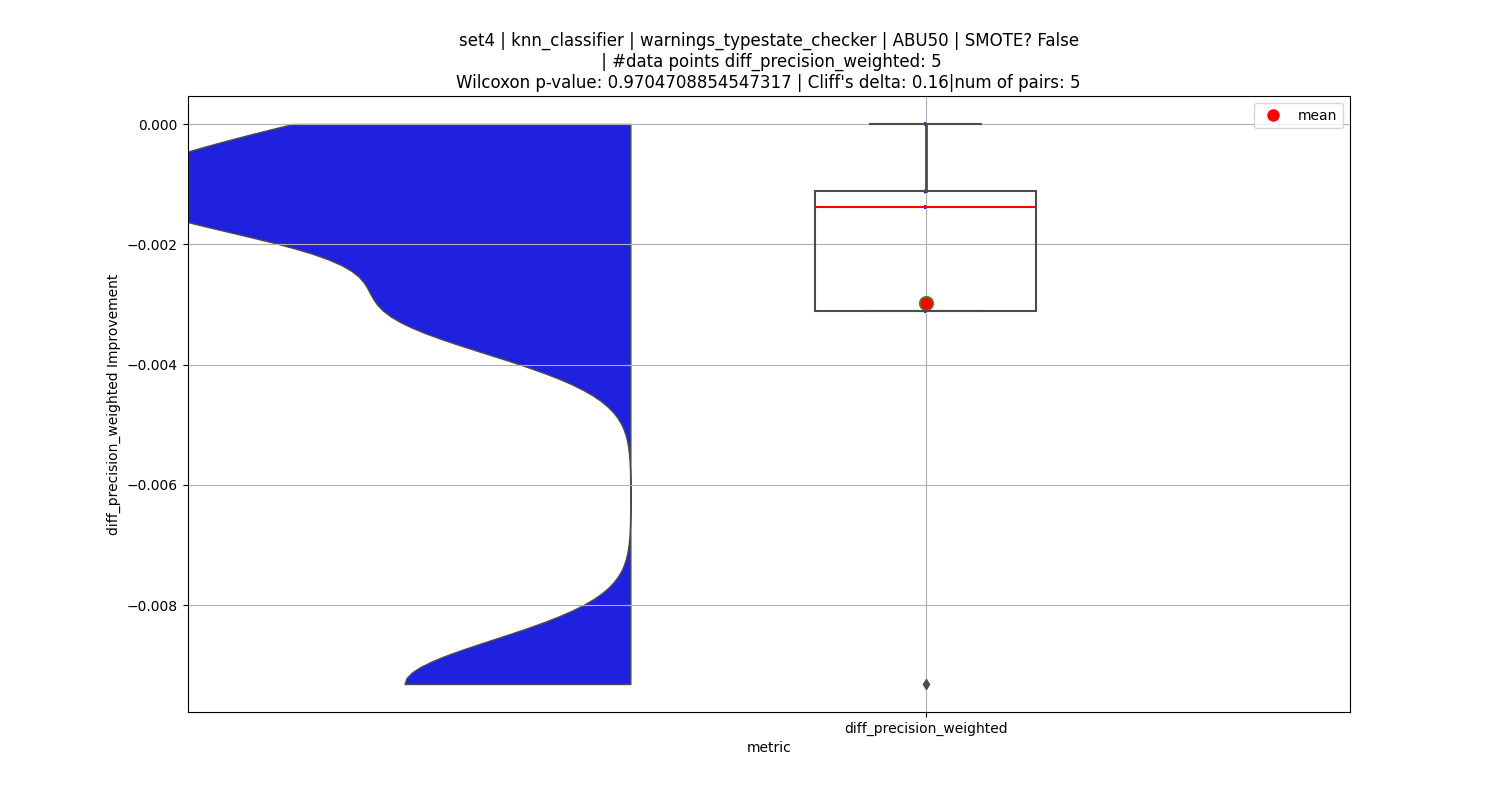 set4 | knn_classifier | warnings_typestate_checker | ABU50 | SMOTE? False
| #data points diff_precision_weighted: 5
Wilcoxon p-value: 0.9704708854547317 | Cliff's delta: 0.16|num of pairs: 5
mean
0.000
−0.002
−0.004
−0.006
−0.008
diff_precision_weighted Improvement
diff_precision_weighted
metric